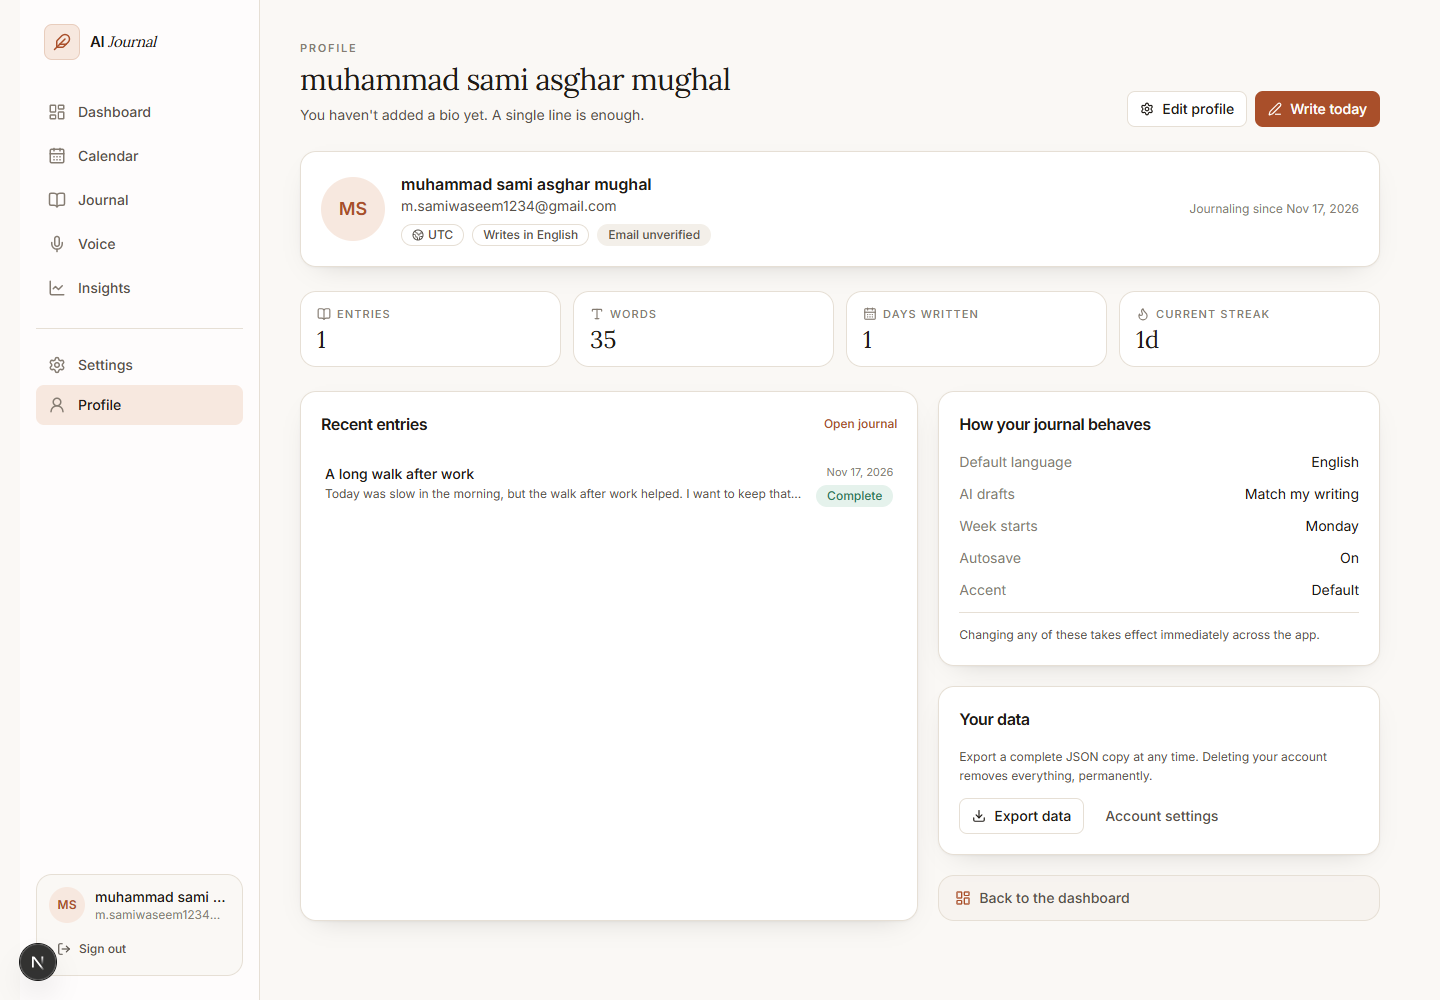 AI Journal
Dashboard
Calendar
Journal
Voice
Insights
Settings
Profile
muhammad sami ...
m.samiwaseem1234...
Sign out
N
PROFILE
muhammad sami asghar mughal
You haven't added a bio yet. A single line is enough.
Edit profile
Write today
MS
muhammad sami asghar mughal
m.samiwaseem1234@gmail.com
UTC
Writes in English
Email unverified
Journaling since Nov 17, 2026
ENTRIES
1
WORDS
35
DAYS WRITTEN
1
CURRENT STREAK
1d
Recent entries
Open journal
A long walk after work
Nov 17, 2026
Today was slow in the morning, but the walk after work helped. I want to keep that...
Complete
How your journal behaves
Default language English
AI drafts Match my writing
Week starts Monday
Autosave On
Accent Default
Changing any of these takes effect immediately across the app.
Your data
Export a complete JSON copy at any time. Deleting your account
removes everything, permanently.
Export data
Account settings
Back to the dashboard
MS